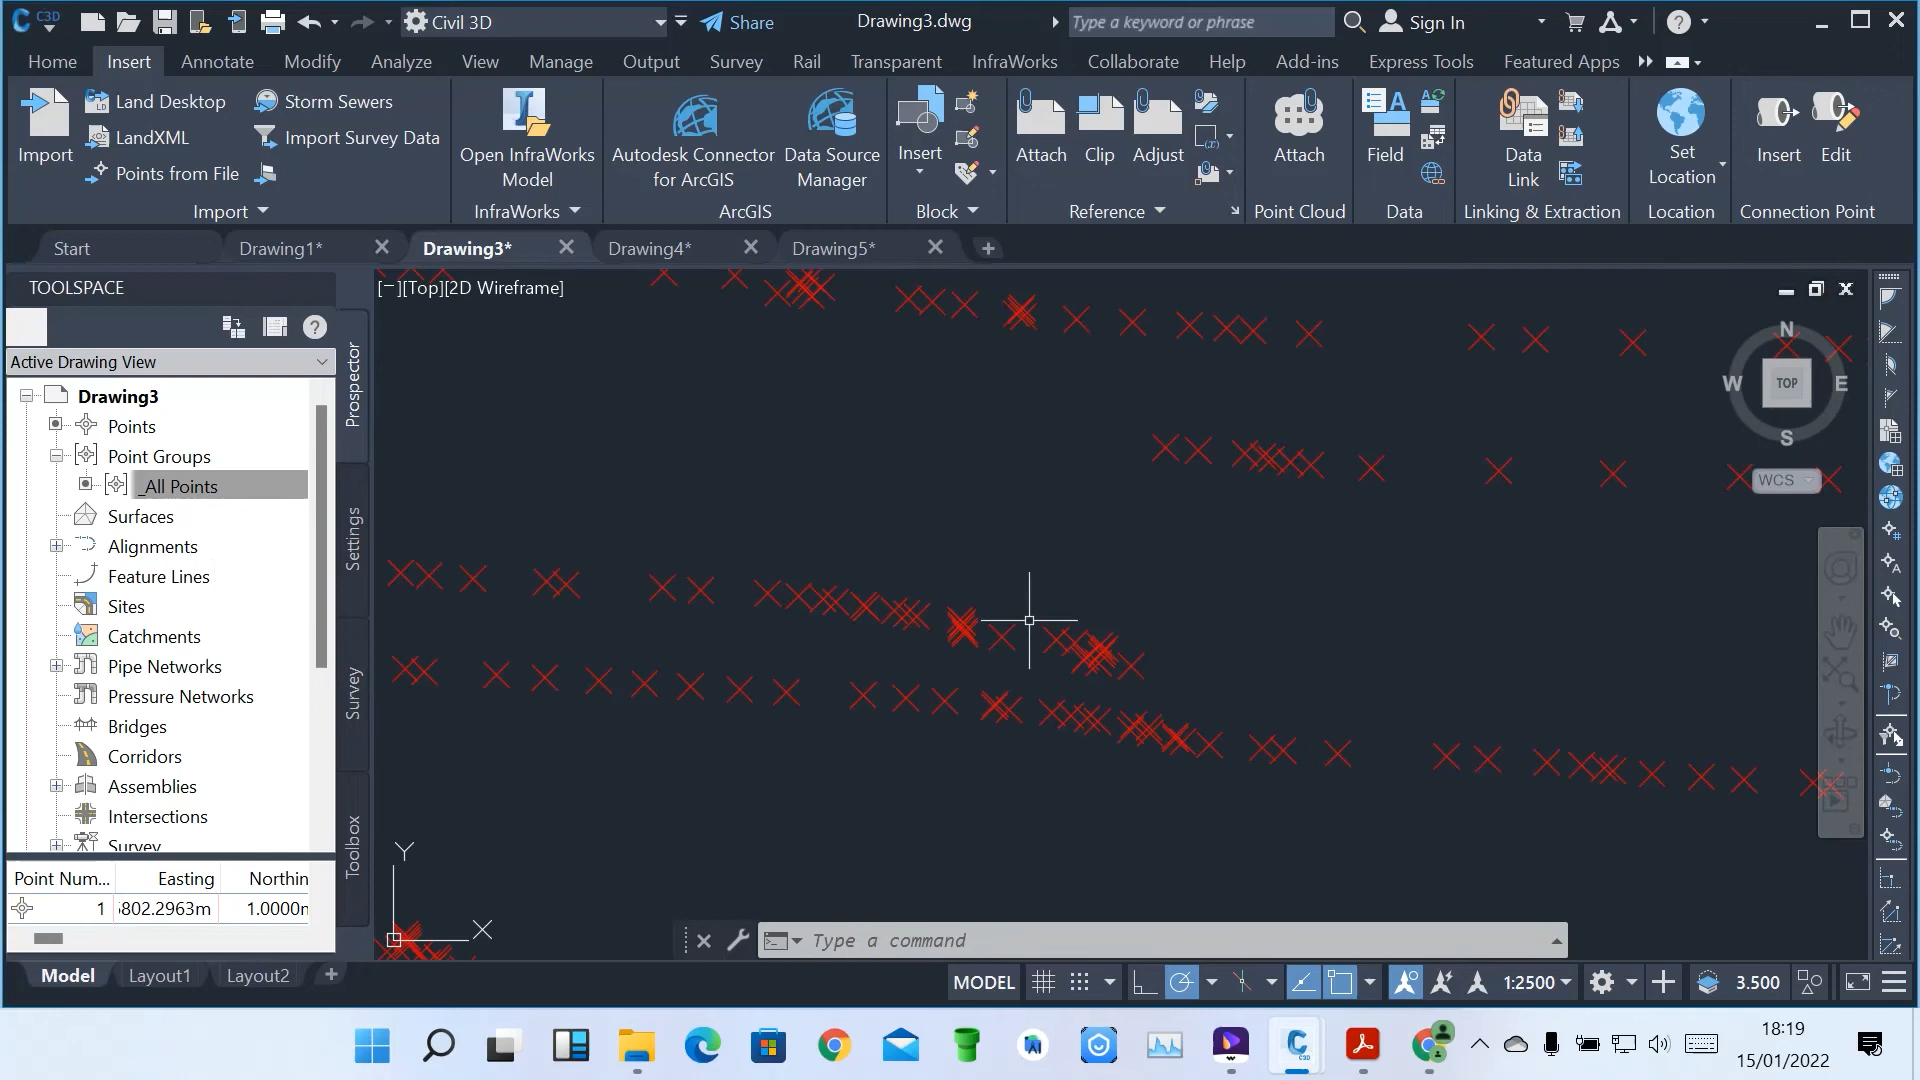 C3D
Civil 3D
Share
Drawing3.dwg
Type a keyword or phrase
Sign In
Home
Insert
Annotate
Modify
Analyze
View
Manage
Output
Survey
Rail
Transparent
InfraWorks
Collaborate
Help
Add-ins
Express Tools
Featured Apps
Import
Land Desktop
LandXML
Points from File
Storm Sewers
Import Survey Data
Open InfraWorks
Model
Autodesk Connector
for ArcGIS
Data Source
Manager
Insert
Attach
Clip
Adjust
Attach
Field
Data
Link
Set
Location
Insert
Edit
Import
InfraWorks
ArcGIS
Block
Reference
Point Cloud
Data
Linking & Extraction
Location
Connection Point
Start
Drawing1*
Drawing3*
Drawing4*
Drawing5*
TOOLSPACE
Active Drawing View
Drawing3
Points
Point Groups
_All Points
Surfaces
Alignments
Feature Lines
Sites
Catchments
Pipe Networks
Pressure Networks
Bridges
Corridors
Assemblies
Intersections
Survey
Prospector
Settings
Survey
Toolbox
Point Num...
Easting
Northin
1
5802.2963m
1.0000m
[−][Top][2D Wireframe]
N
W
TOP
E
S
WCS
Y
X
Type a command
Model
Layout1
Layout2
MODEL
1:2500
3.500
18:19
15/01/2022